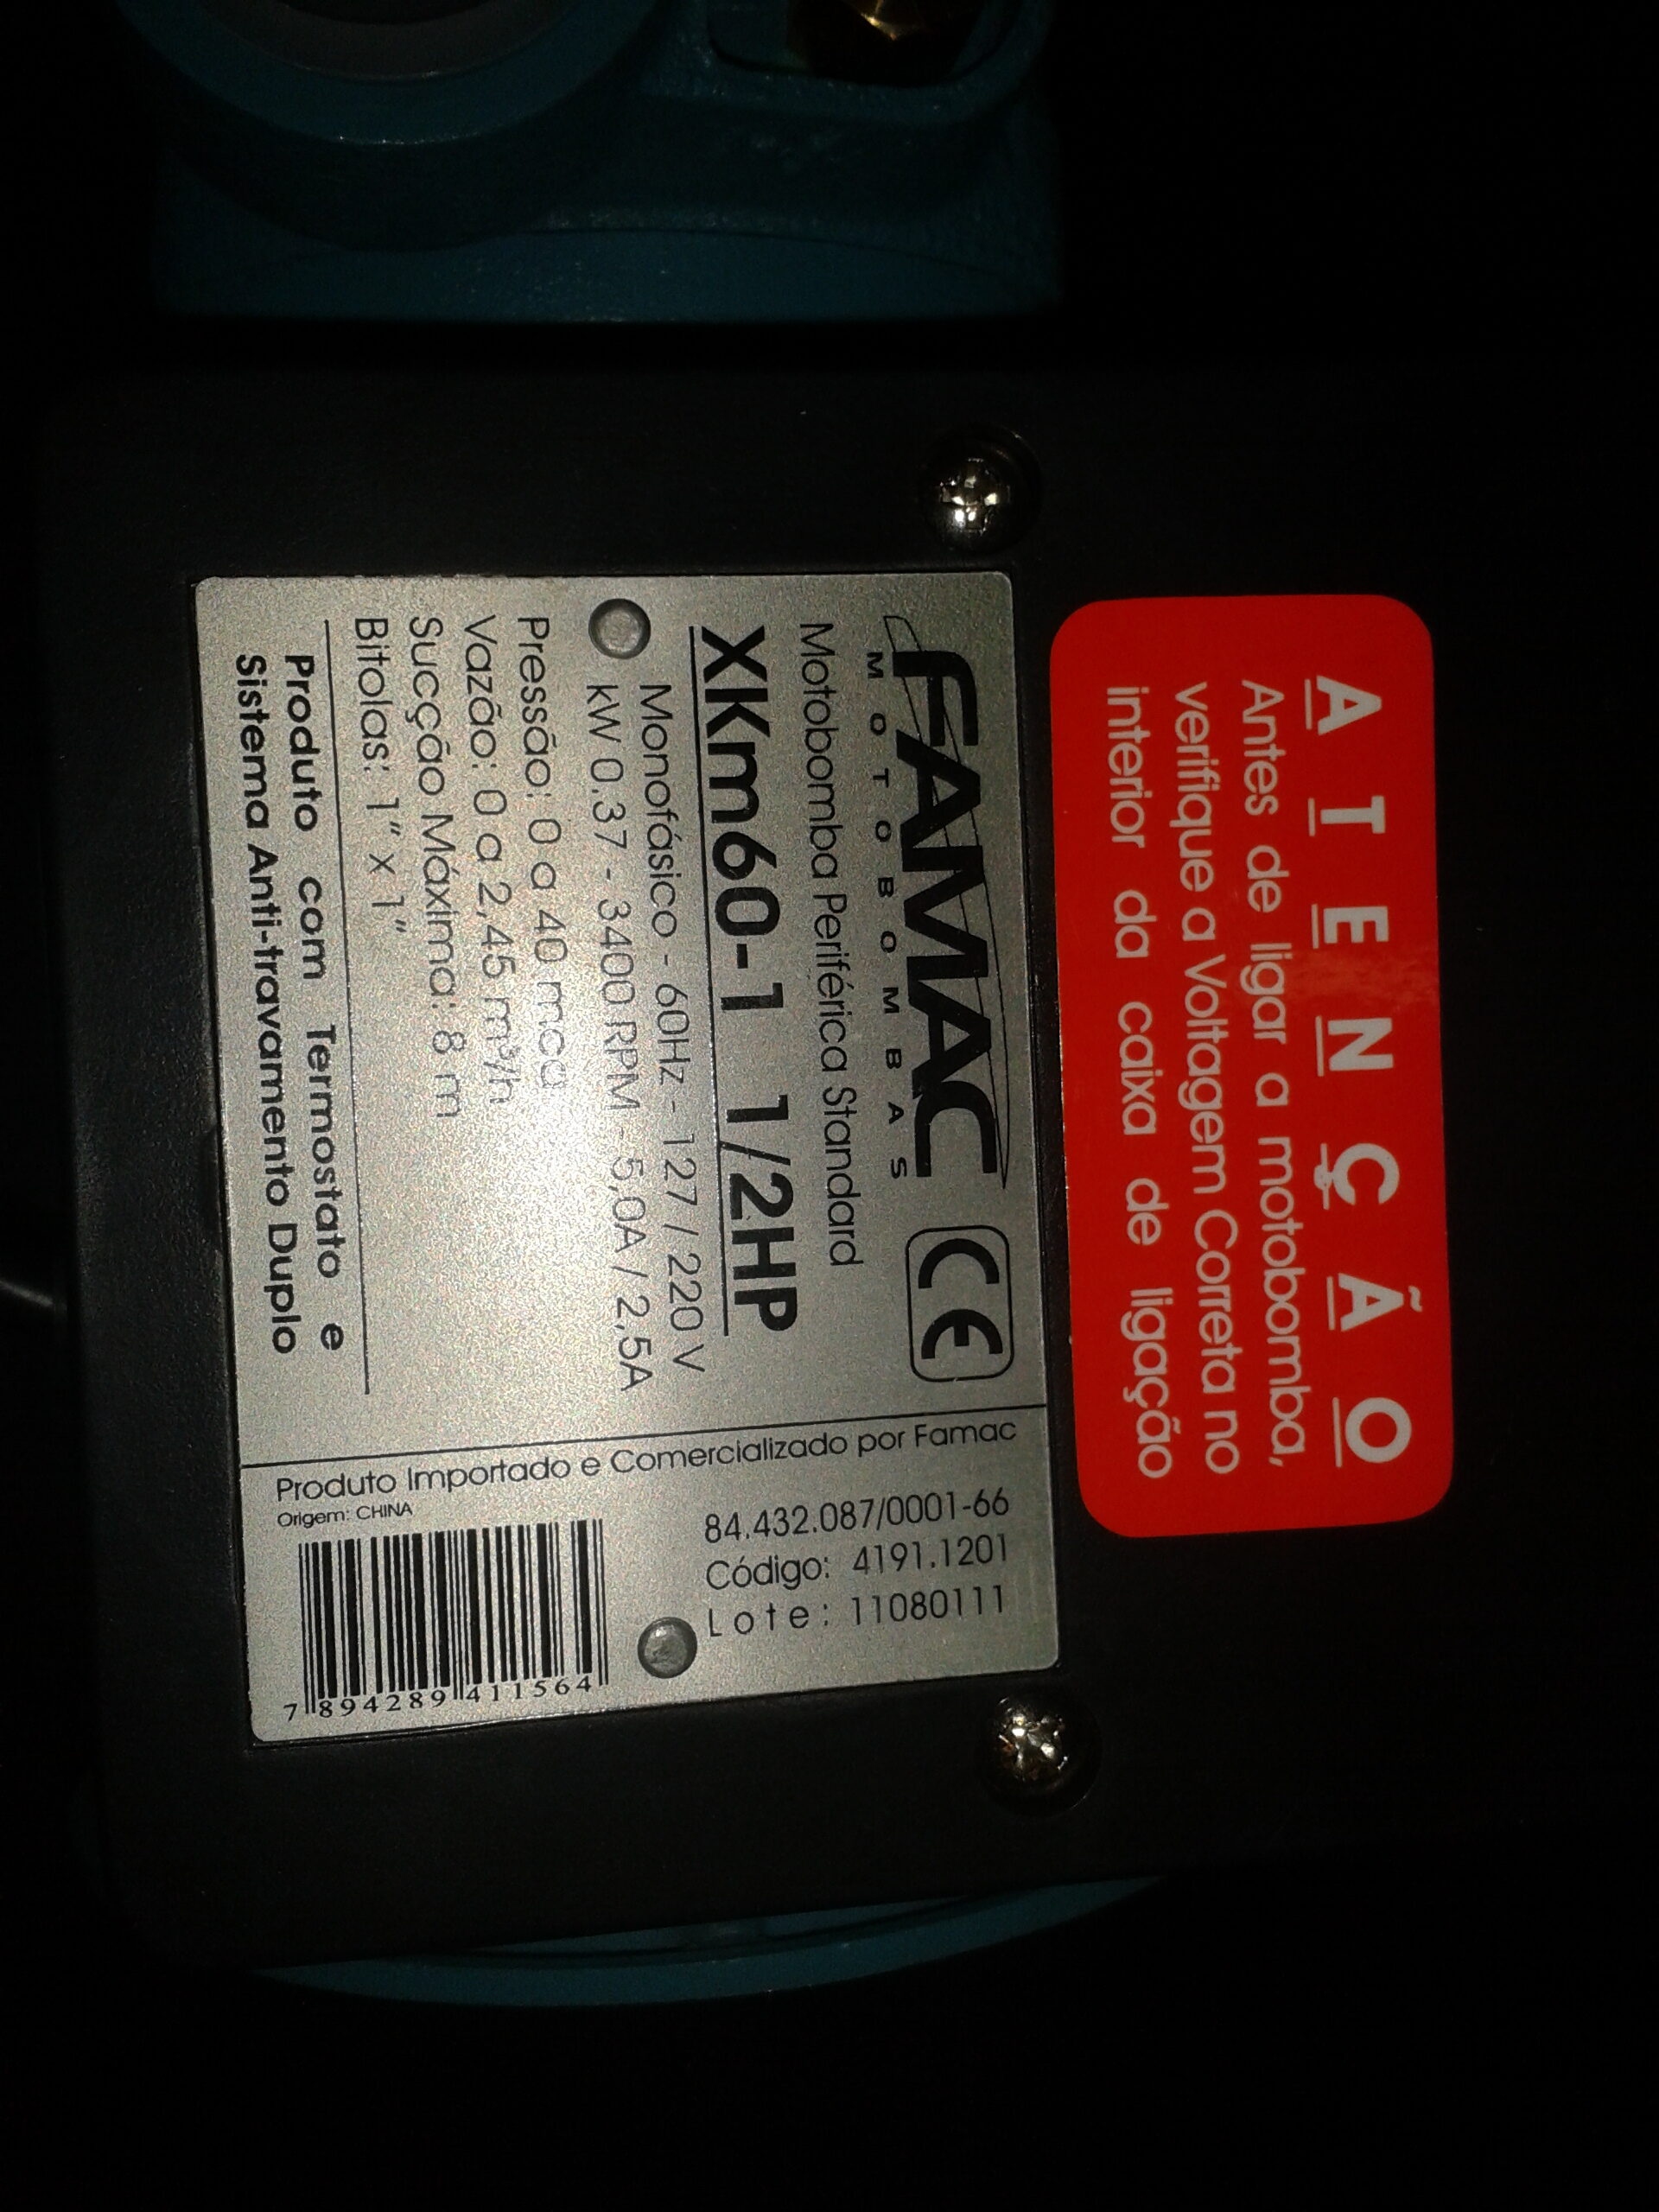 ATENÇÃO
Antes de ligar a motobomba,
verifique a Voltagem Correta no
interior da caixa de ligação
FAMAC
MOTOBOMBAS
CE
Motobomba Periférica Standard
XKm60-1 1/2HP
Monofásico - 60Hz - 127 / 220 V
kW 0.37 - 3400 RPM - 5,0A / 2,5A
Pressão: 0 a 40 mca
Vazão: 0 a 2,45 m³/h
Sucção Máxima: 8 m
Bitolas: 1" x 1"
Produto com Termostato e
Sistema Anti-travamento Duplo
Produto Importado e Comercializado por Famac
Origem: CHINA
84.432.087/0001-66
Código: 4191.1201
Lote: 11080111
7 894289 411564